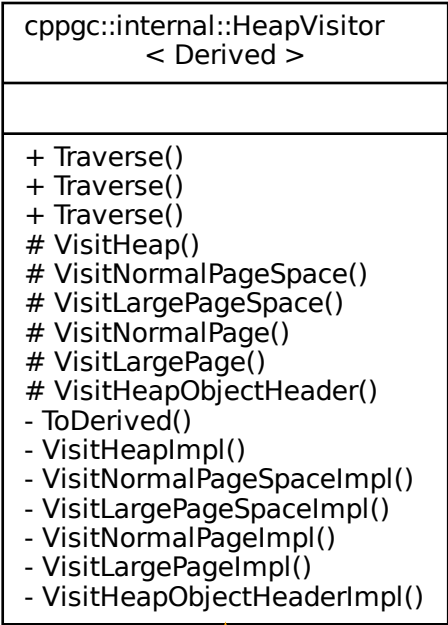 cppgc::internal::HeapVisitor
< Derived >
+ Traverse()
+ Traverse()
+ Traverse()
# VisitHeap()
# VisitNormalPageSpace()
# VisitLargePageSpace()
# VisitNormalPage()
# VisitLargePage()
# VisitHeapObjectHeader()
- ToDerived()
- VisitHeapImpl()
- VisitNormalPageSpaceImpl()
- VisitLargePageSpaceImpl()
- VisitNormalPageImpl()
- VisitLargePageImpl()
- VisitHeapObjectHeaderImpl()